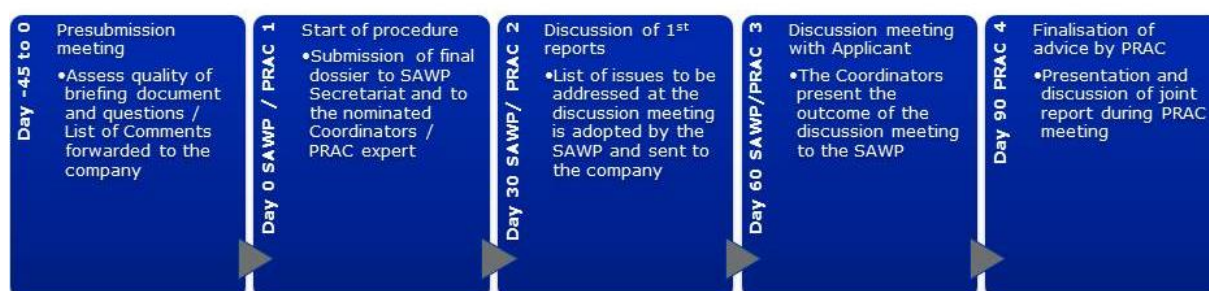 Day -45 to 0
Presubmission
meeting
•Assess quality of
briefing document
and questions /
List of Comments
forwarded to the
company
Day 0 SAWP / PRAC 1
Start of procedure
•Submission of final
dossier to SAWP
Secretariat and to
the nominated
Coordinators /
PRAC expert
Day 30 SAWP/ PRAC 2
Discussion of 1st
reports
•List of issues to be
addressed at the
discussion meeting
is adopted by the
SAWP and sent to
the company
Day 60 SAWP/PRAC 3
Discussion meeting
with Applicant
•The Coordinators
present the
outcome of the
discussion meeting
to the SAWP
Day 90 PRAC 4
Finalisation of
advice by PRAC
•Presentation and
discussion of joint
report during PRAC
meeting